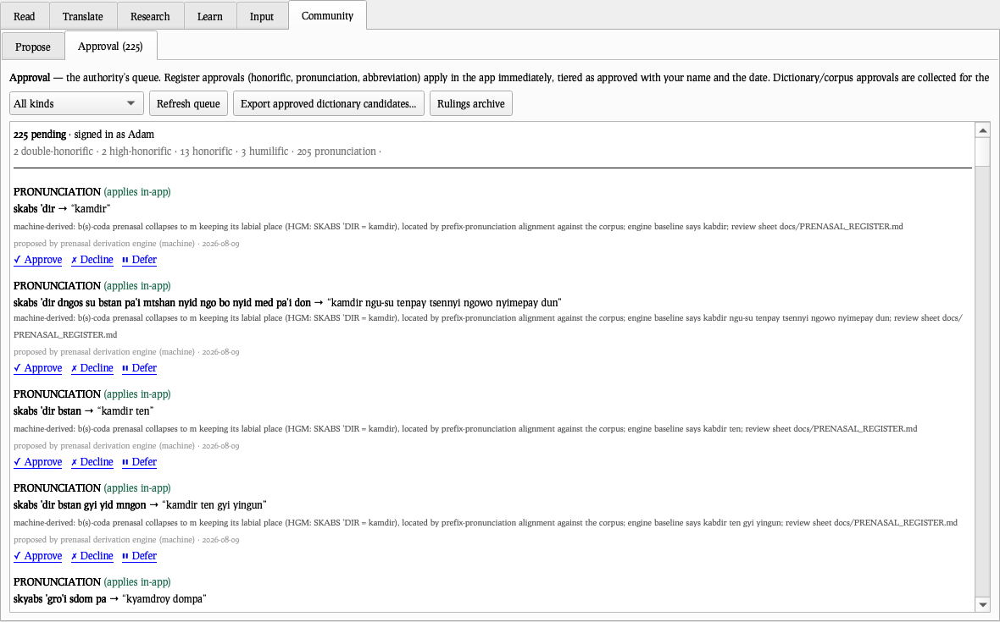 Read Translate Research Learn Input Community
Propose Approval (225)
Approval — the authority's queue. Register approvals (honorific, pronunciation, abbreviation) apply in the app immediately, tiered as approved with your name and the date. Dictionary/corpus approvals are collected for the
All kinds Refresh queue Export approved dictionary candidates... Rulings archive
225 pending · signed in as Adam
2 double-honorific · 2 high-honorific · 13 honorific · 3 humilific · 205 pronunciation ·
PRONUNCIATION (applies in-app)
skabs 'dir → “kamdir”
machine-derived: b(s)-coda prenasal collapses to m keeping its labial place (HGM: SKABS 'DIR = kamdir), located by prefix-pronunciation alignment against the corpus; engine baseline says kabdir; review sheet docs/PRENASAL_REGISTER.md
proposed by prenasal derivation engine (machine) · 2026-08-09
✓ Approve ✗ Decline ⏸ Defer
PRONUNCIATION (applies in-app)
skabs 'dir dngos su bstan pa'i mtshan nyid ngo bo nyid med pa'i don → “kamdir ngu-su tenpay tsennyi ngowo nyimepay dun”
machine-derived: b(s)-coda prenasal collapses to m keeping its labial place (HGM: SKABS 'DIR = kamdir), located by prefix-pronunciation alignment against the corpus; engine baseline says kabdir ngu-su tenpay tsennyi ngowo nyimepay dun; review sheet docs/
PRENASAL_REGISTER.md
proposed by prenasal derivation engine (machine) · 2026-08-09
✓ Approve ✗ Decline ⏸ Defer
PRONUNCIATION (applies in-app)
skabs 'dir bstan → “kamdir ten”
machine-derived: b(s)-coda prenasal collapses to m keeping its labial place (HGM: SKABS 'DIR = kamdir), located by prefix-pronunciation alignment against the corpus; engine baseline says kabdir ten; review sheet docs/PRENASAL_REGISTER.md
proposed by prenasal derivation engine (machine) · 2026-08-09
✓ Approve ✗ Decline ⏸ Defer
PRONUNCIATION (applies in-app)
skabs 'dir bstan gyi yid mngon → “kamdir ten gyi yingun”
machine-derived: b(s)-coda prenasal collapses to m keeping its labial place (HGM: SKABS 'DIR = kamdir), located by prefix-pronunciation alignment against the corpus; engine baseline says kabdir ten gyi yingun; review sheet docs/PRENASAL_REGISTER.md
proposed by prenasal derivation engine (machine) · 2026-08-09
✓ Approve ✗ Decline ⏸ Defer
PRONUNCIATION (applies in-app)
skyabs 'gro'i sdom pa → “kyamdroy dompa”